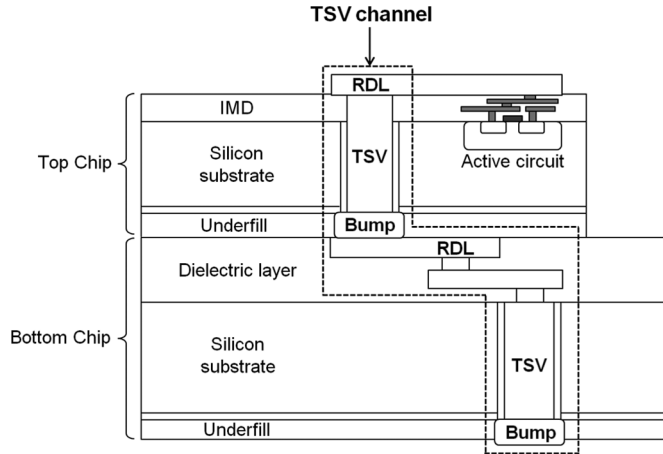 TSV channel
RDL
IMD
Top Chip
Silicon
substrate
TSV
Active circuit
Underfill
Bump
RDL
Dielectric layer
Bottom Chip
Silicon
substrate
TSV
Underfill
Bump